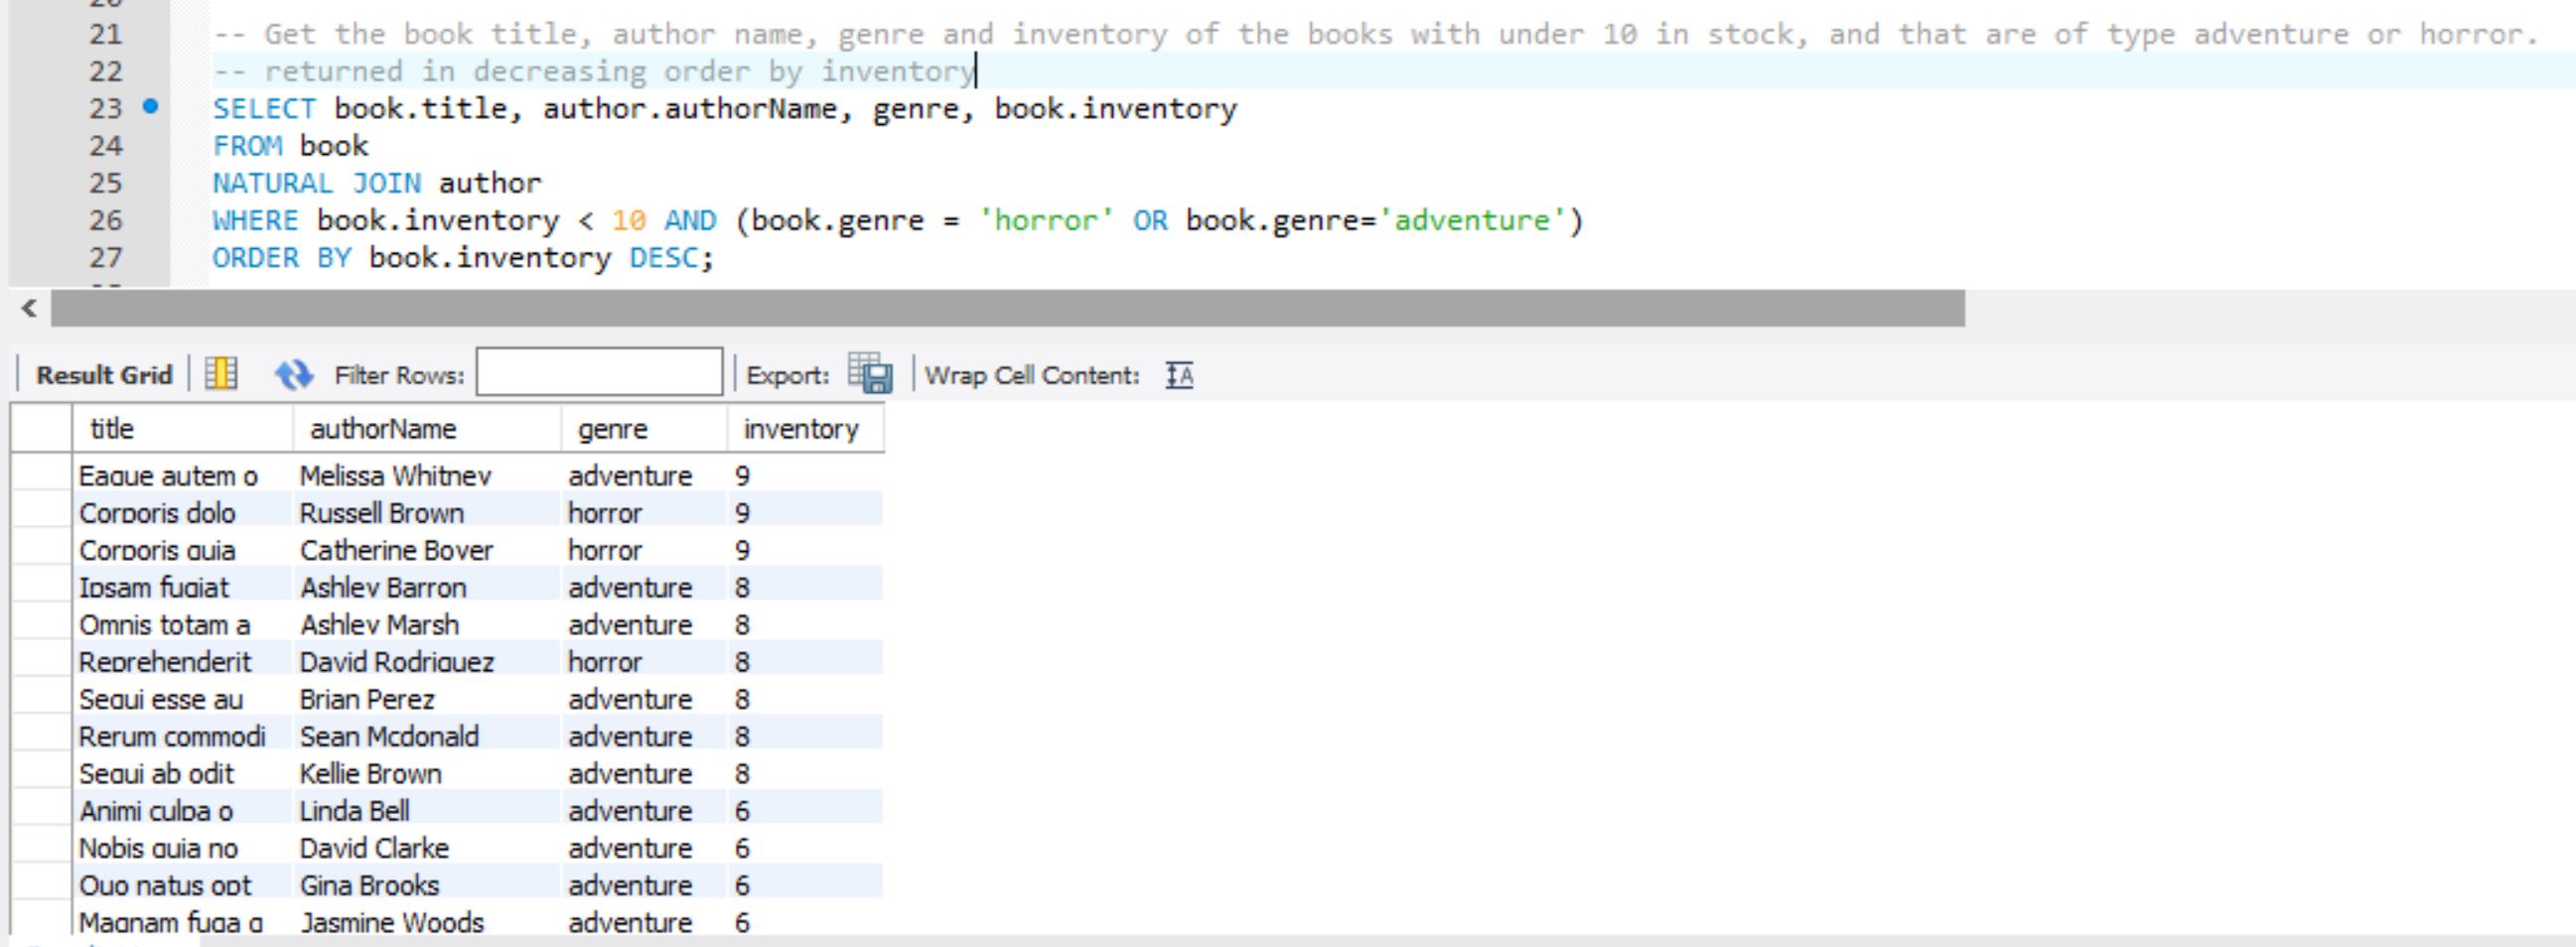 21 -- Get the book title, author name, genre and inventory of the books with under 10 in stock, and that are of type adventure or horror.
22 -- returned in decreasing order by inventory
23 SELECT book.title, author.authorName, genre, book.inventory
24 FROM book
25 NATURAL JOIN author
26 WHERE book.inventory < 10 AND (book.genre = 'horror' OR book.genre='adventure')
27 ORDER BY book.inventory DESC;
Result Grid Filter Rows: Export: Wrap Cell Content:
title authorName genre inventory
Eaque autem o Melissa Whitney adventure 9
Corporis dolo Russell Brown horror 9
Corporis quia Catherine Boyer horror 9
Ipsam fugiat Ashley Barron adventure 8
Omnis totam a Ashley Marsh adventure 8
Reprehenderit David Rodriguez horror 8
Sequi esse au Brian Perez adventure 8
Rerum commodi Sean Mcdonald adventure 8
Sequi ab odit Kellie Brown adventure 8
Animi culpa o Linda Bell adventure 6
Nobis quia no David Clarke adventure 6
Quo natus opt Gina Brooks adventure 6
Magnam fuga q Jasmine Woods adventure 6